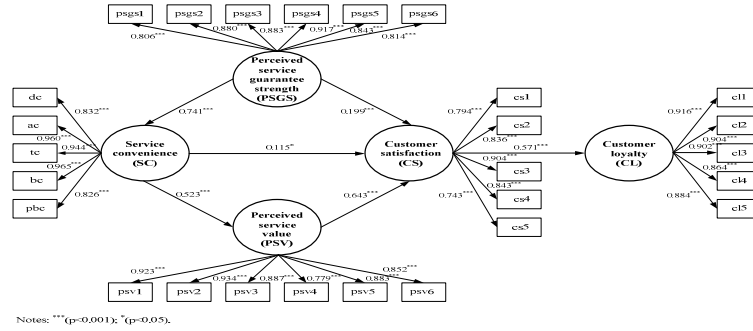 psgs1 psgs2 psgs3 psgs4 psgs5 psgs6
0.806*** 0.880*** 0.883*** 0.917*** 0.843*** 0.814***
Perceived
service
guarantee
strength
(PSGS)
0.741*** 0.199***
dc
ac
tc
bc
pbc
0.832***
0.960***
0.944***
0.965***
0.826***
Service
convenience
(SC)
0.115*
Customer
satisfaction
(CS)
cs1
cs2
cs3
cs4
cs5
0.794***
0.836***
0.904***
0.843***
0.743***
0.571***
Customer
loyalty
(CL)
cl1
cl2
cl3
cl4
cl5
0.916***
0.904***
0.902***
0.864***
0.884***
0.523*** 0.643***
Perceived
service
value
(PSV)
0.923*** 0.934*** 0.887*** 0.779*** 0.883*** 0.852***
psv1 psv2 psv3 psv4 psv5 psv6
Notes: ***(p<0.001); *(p<0.05).